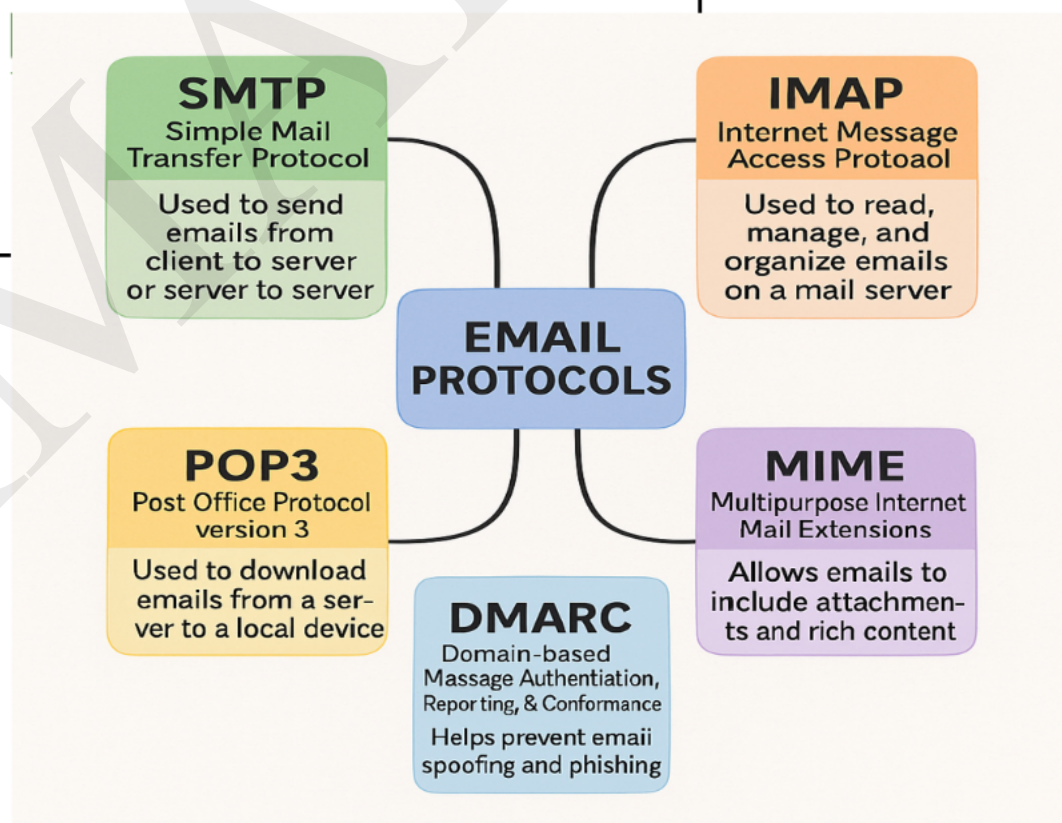 SMTP
Simple Mail
Transfer Protocol
Used to send
emails from
client to server
or server to server
IMAP
Internet Message
Access Protoaol
Used to read,
manage, and
organize emails
on a mail server
EMAIL
PROTOCOLS
POP3
Post Office Protocol
version 3
Used to download
emails from a ser-
ver to a local device
MIME
Multipurpose Internet
Mail Extensions
Allows emails to
include attachmen-
ts and rich content
DMARC
Domain-based
Massage Authentiation,
Reporting, & Conformance
Helps prevent emaii
spoofing and phishing